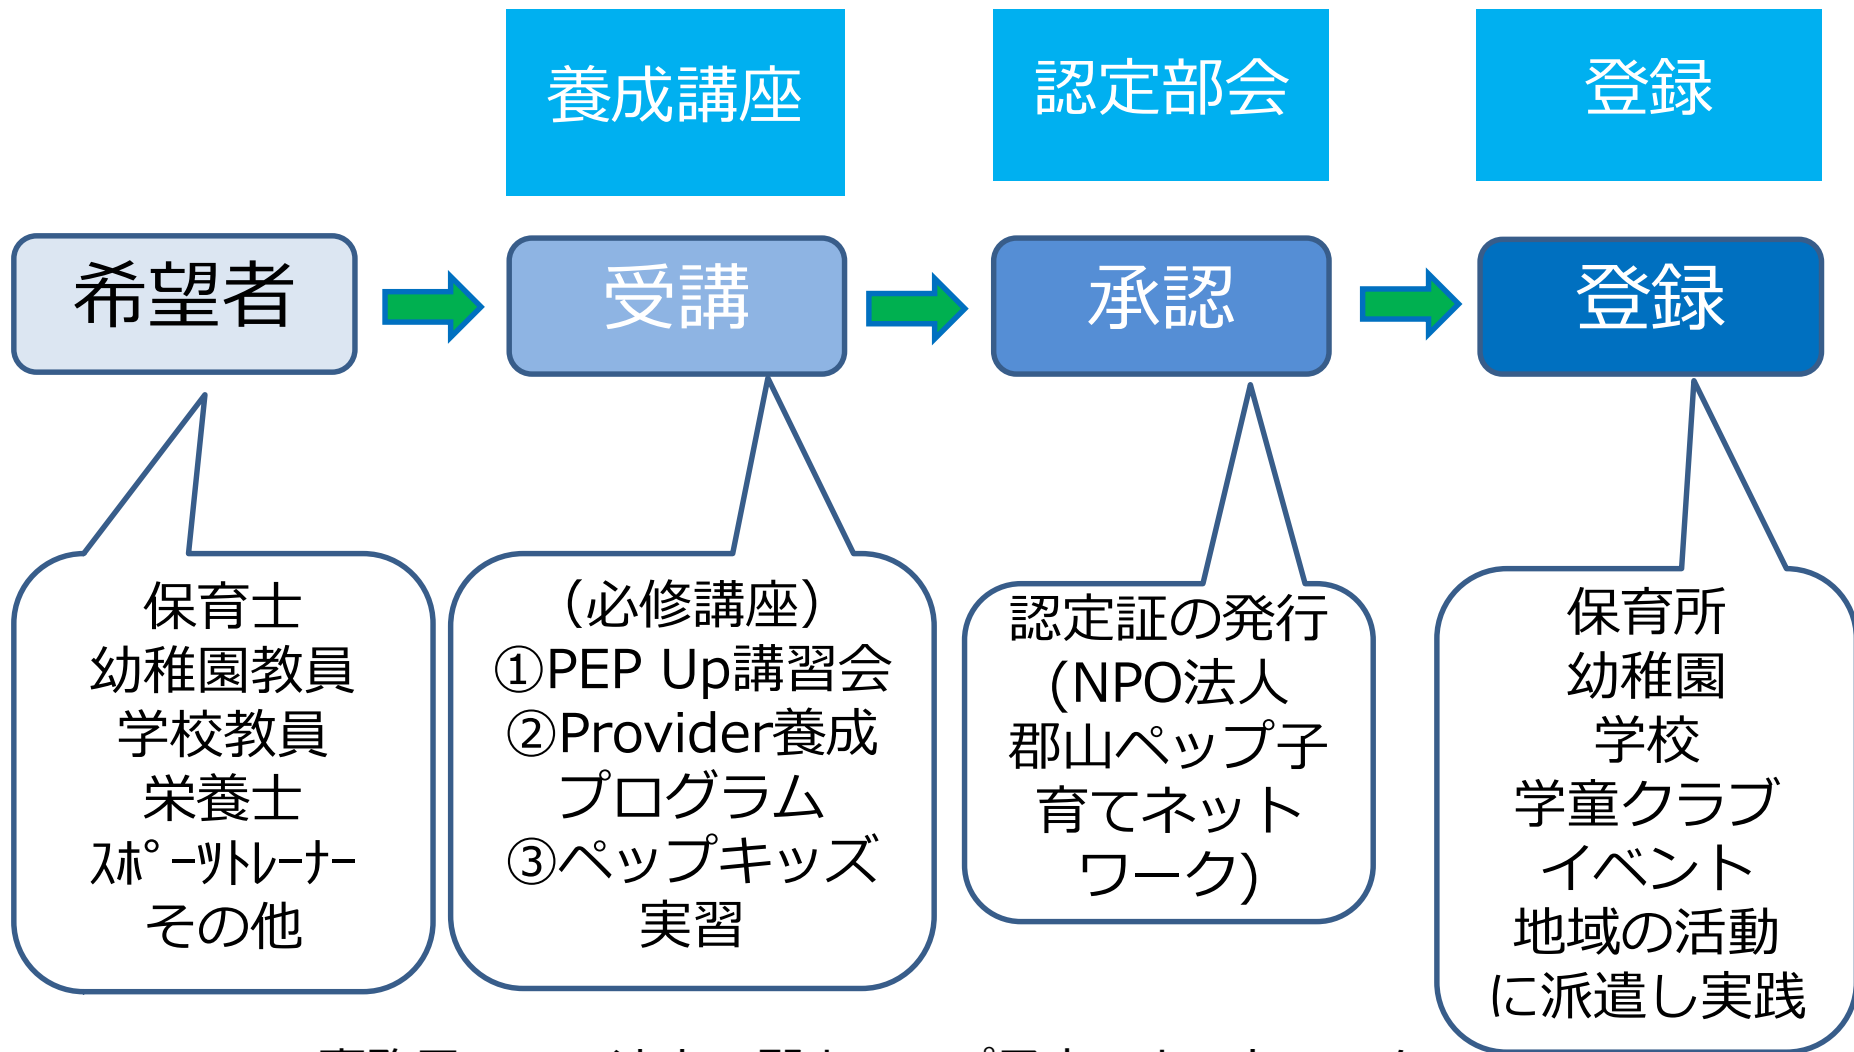 養成講座
認定部会
登録
希望者
受講
承認
登録
保育士
幼稚園教員
学校教員
栄養士
ｽﾎﾟｰﾂﾄﾚｰﾅｰ
その他
（必修講座）
①PEP Up講習会
②Provider養成
プログラム
③ペップキッズ
実習
認定証の発行
(NPO法人
郡山ペップ子
育てネット
ワーク)
保育所
幼稚園
学校
学童クラブ
イベント
地域の活動
に派遣し実践